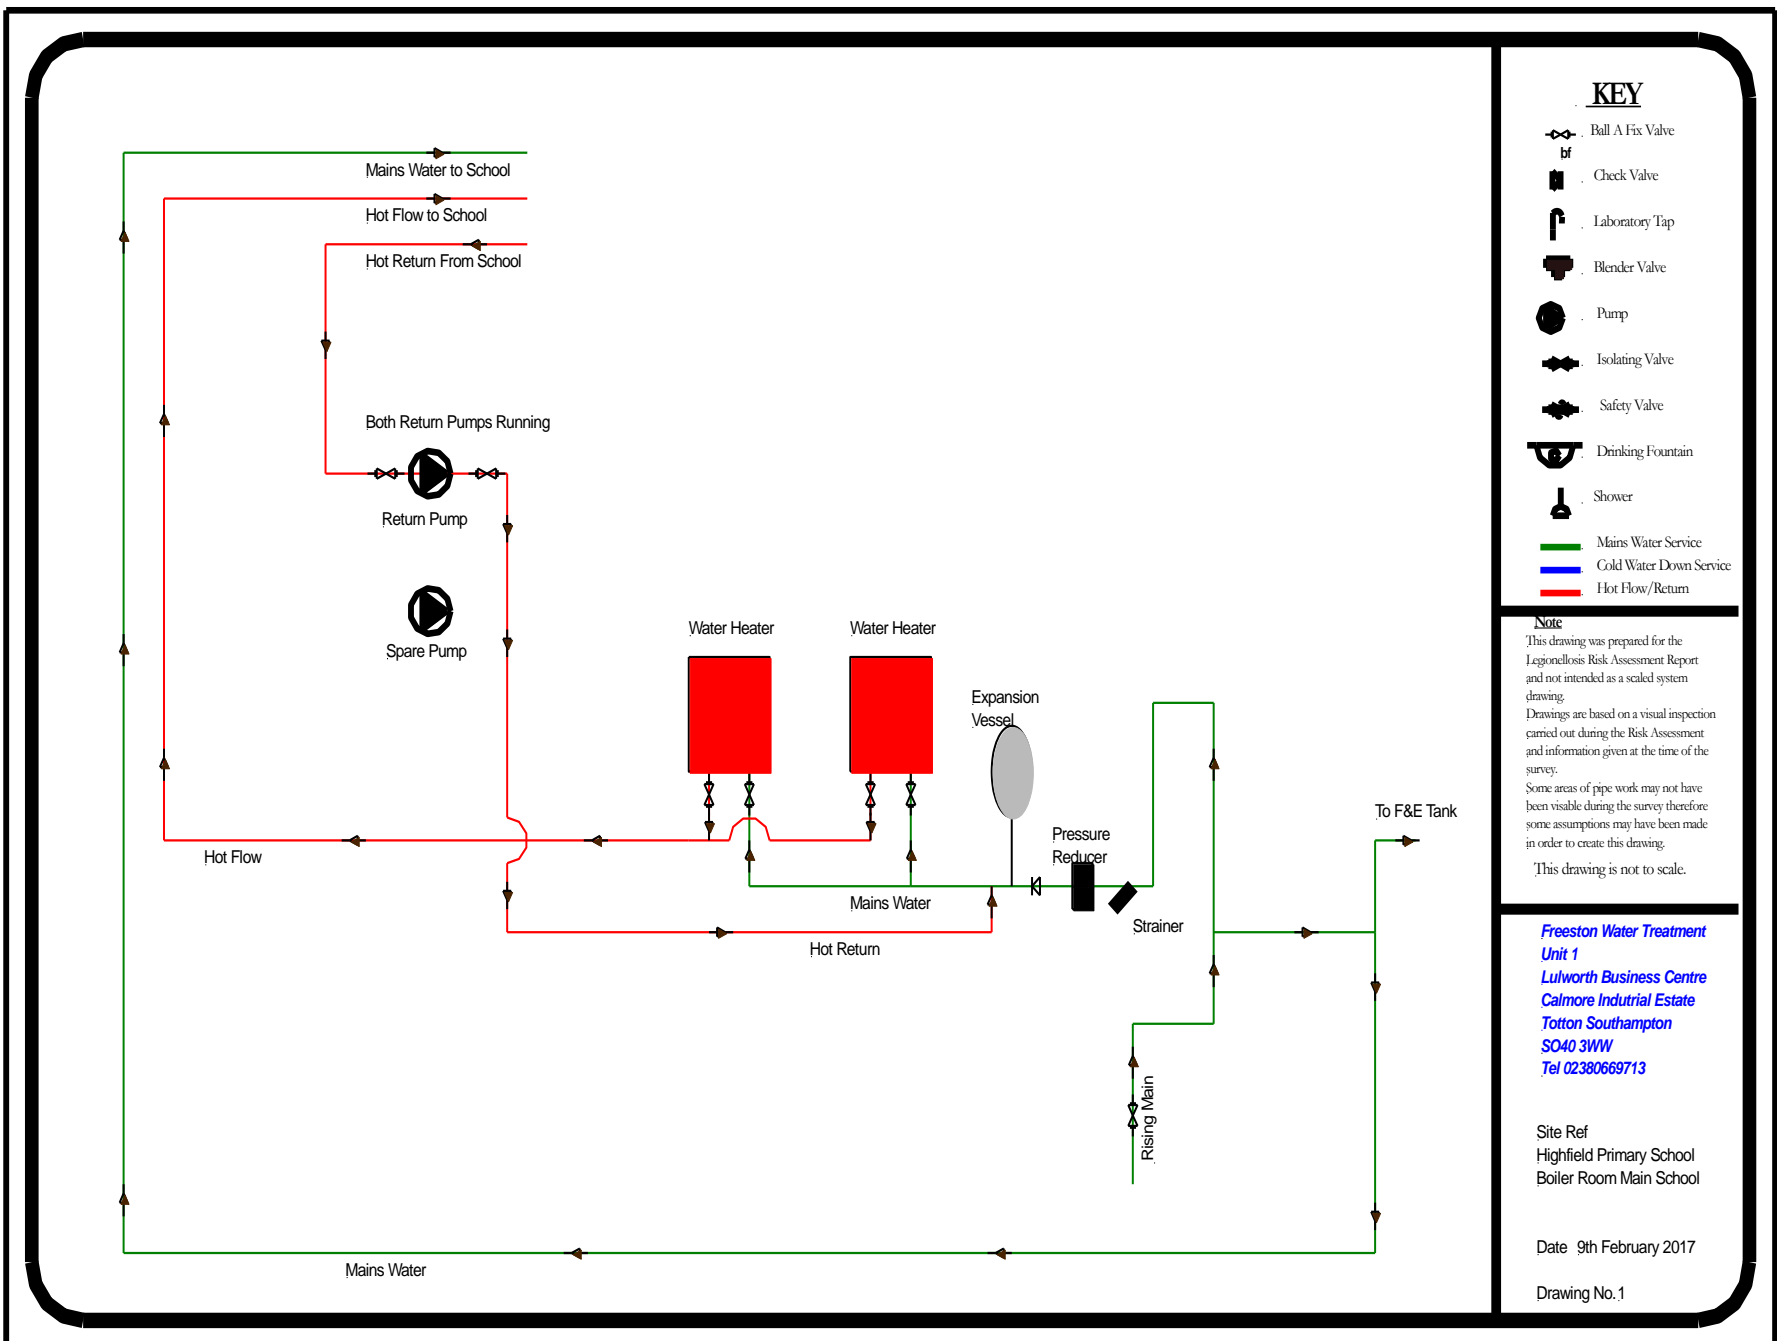 Mains Water to School
Hot Flow to School
Hot Return From School
Both Return Pumps Running
Return Pump
Spare Pump
Water Heater
Water Heater
Expansion
Vessel
Pressure
Reducer
To F&E Tank
Hot Flow
Mains Water
Strainer
Hot Return
Rising Main
Mains Water
KEY
Ball A Fix Valve
bf
Check Valve
Laboratory Tap
Blender Valve
Pump
Isolating Valve
Safety Valve
Drinking Fountain
Shower
Mains Water Service
Cold Water Down Service
Hot Flow/Return
Note
This drawing was prepared for the
Legionellosis Risk Assessment Report
and not intended as a scaled system
drawing.
Drawings are based on a visual inspection
carried out during the Risk Assessment
and information given at the time of the
survey.
Some areas of pipe work may not have
been visable during the survey therefore
some assumptions may have been made
in order to create this drawing.
This drawing is not to scale.
Freeston Water Treatment
Unit 1
Lulworth Business Centre
Calmore Indutrial Estate
Totton Southampton
SO40 3WW
Tel 02380669713
Site Ref
Highfield Primary School
Boiler Room Main School
Date 9th February 2017
Drawing No. 1